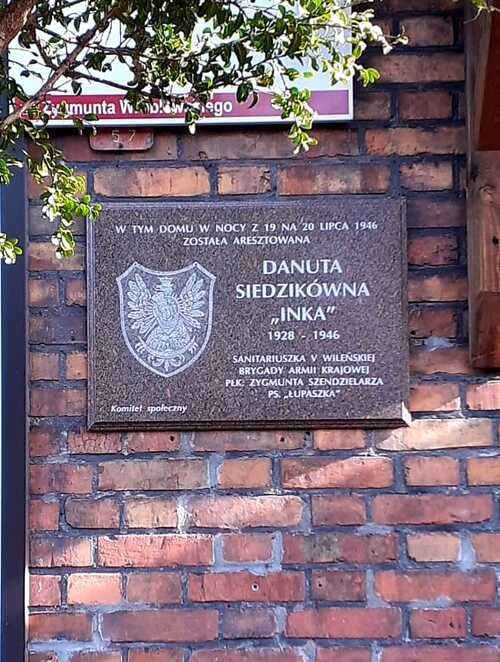 Zygmunta
57
W TYM DOMU W NOCY Z 19 NA 20 LIPCA 1946
ZOSTAŁA ARESZTOWANA
DANUTA
SIEDZIKÓWNA
„INKA”
1928 - 1946
SANITARIUSZKA V WILEŃSKIEJ
BRYGADY ARMII KRAJOWEJ
PŁK: ZYGMUNTA SZENDZIELARZA
PS. „ŁUPASZKA”
Komitet społeczny